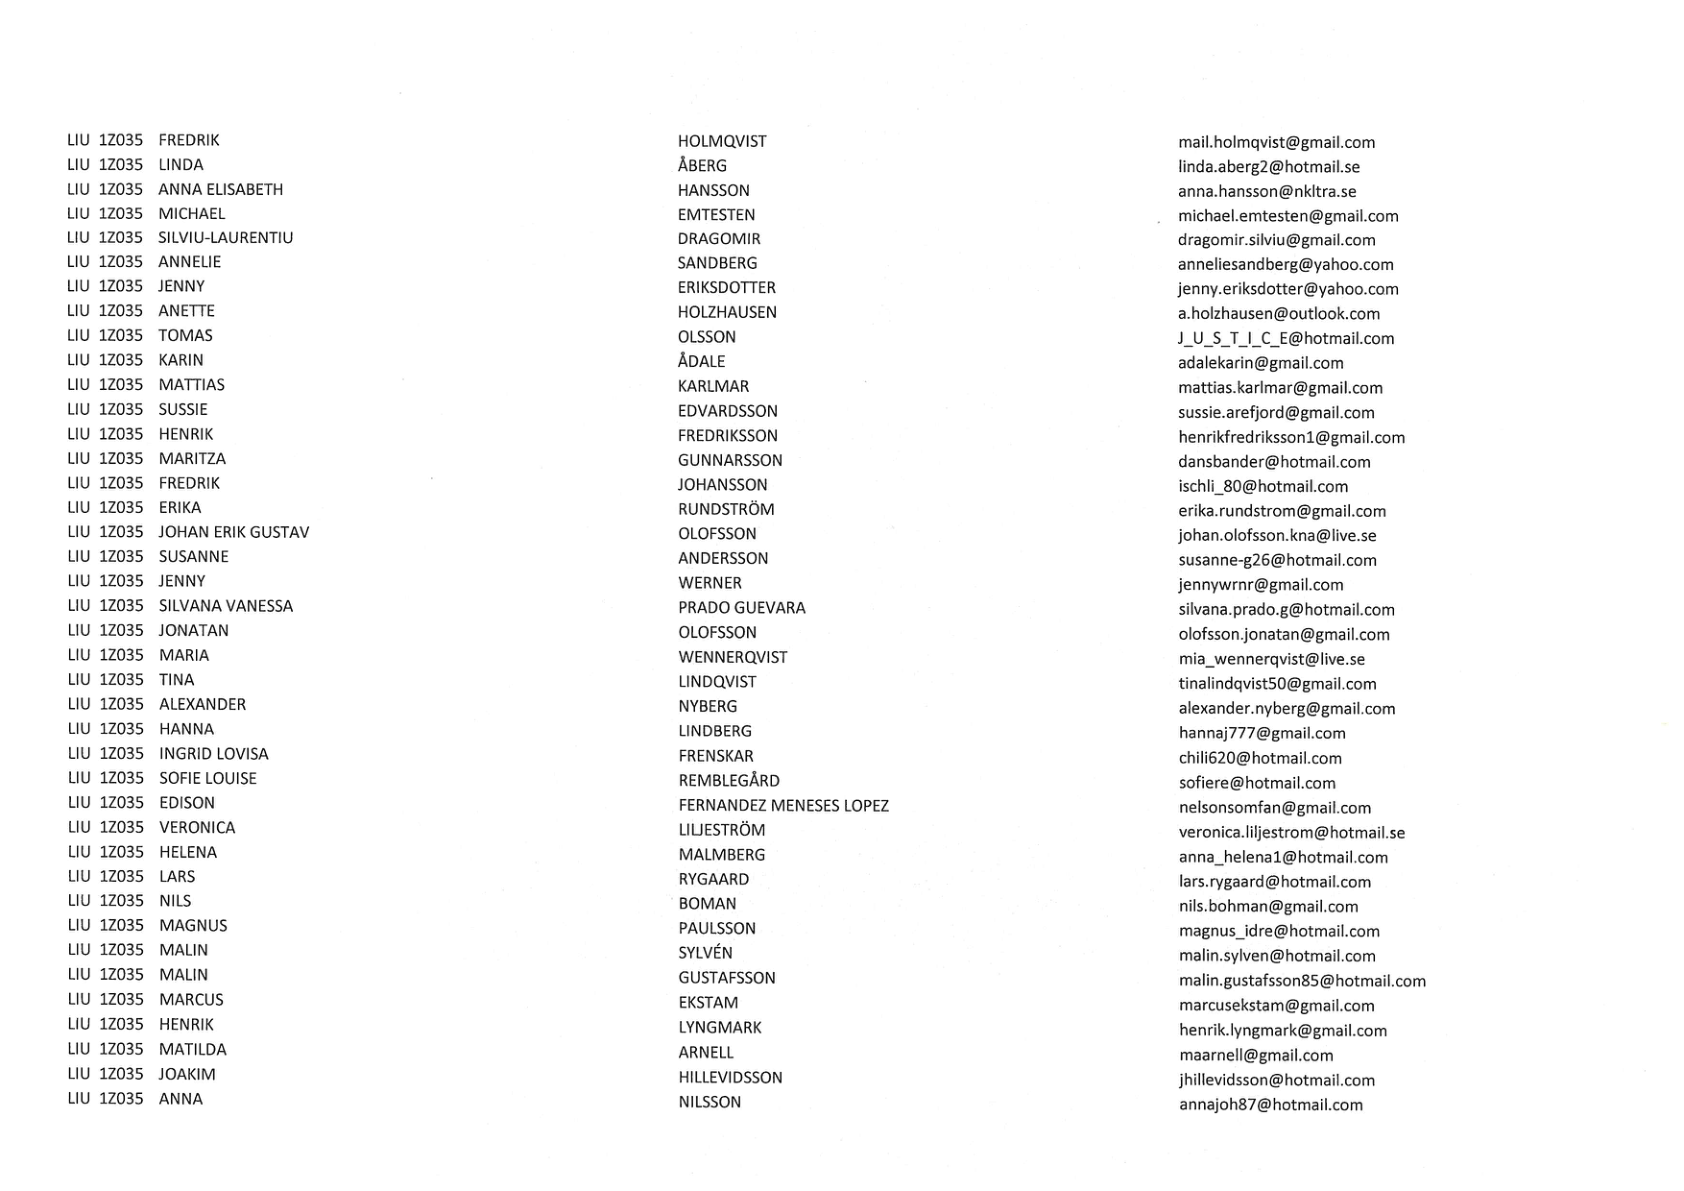 LIU 1Z035 FREDRIK HOLMQVIST mail.holmqvist@gmail.com
LIU 1Z035 LINDA ÅBERG linda.aberg2@hotmail.se
LIU 1Z035 ANNA ELISABETH HANSSON anna.hansson@nkltra.se
LIU 1Z035 MICHAEL EMTESTEN michael.emtesten@gmail.com
LIU 1Z035 SILVIU-LAURENTIU DRAGOMIR dragomir.silviu@gmail.com
LIU 1Z035 ANNELIE SANDBERG anneliesandberg@yahoo.com
LIU 1Z035 JENNY ERIKSDOTTER jenny.eriksdotter@yahoo.com
LIU 1Z035 ANETTE HOLZHAUSEN a.holzhausen@outlook.com
LIU 1Z035 TOMAS OLSSON J_U_S_T_I_C_E@hotmail.com
LIU 1Z035 KARIN ÅDALE adalekarin@gmail.com
LIU 1Z035 MATTIAS KARLMAR mattias.karlmar@gmail.com
LIU 1Z035 SUSSIE EDVARDSSON sussie.arefjord@gmail.com
LIU 1Z035 HENRIK FREDRIKSSON henrikfredriksson1@gmail.com
LIU 1Z035 MARITZA GUNNARSSON dansbander@hotmail.com
LIU 1Z035 FREDRIK JOHANSSON ischli_80@hotmail.com
LIU 1Z035 ERIKA RUNDSTRÖM erika.rundstrom@gmail.com
LIU 1Z035 JOHAN ERIK GUSTAV OLOFSSON johan.olofsson.kna@live.se
LIU 1Z035 SUSANNE ANDERSSON susanne-g26@hotmail.com
LIU 1Z035 JENNY WERNER jennywrnr@gmail.com
LIU 1Z035 SILVANA VANESSA PRADO GUEVARA silvana.prado.g@hotmail.com
LIU 1Z035 JONATAN OLOFSSON olofsson.jonatan@gmail.com
LIU 1Z035 MARIA WENNERQVIST mia_wennerqvist@live.se
LIU 1Z035 TINA LINDQVIST tinalindqvist50@gmail.com
LIU 1Z035 ALEXANDER NYBERG alexander.nyberg@gmail.com
LIU 1Z035 HANNA LINDBERG hannaj777@gmail.com
LIU 1Z035 INGRID LOVISA FRENSKAR chili620@hotmail.com
LIU 1Z035 SOFIE LOUISE REMBLEGÅRD sofiere@hotmail.com
LIU 1Z035 EDISON FERNANDEZ MENESES LOPEZ nelsonsomfan@gmail.com
LIU 1Z035 VERONICA LILJESTRÖM veronica.liljestrom@hotmail.se
LIU 1Z035 HELENA MALMBERG anna_helena1@hotmail.com
LIU 1Z035 LARS RYGAARD lars.rygaard@hotmail.com
LIU 1Z035 NILS BOMAN nils.bohman@gmail.com
LIU 1Z035 MAGNUS PAULSSON magnus_idre@hotmail.com
LIU 1Z035 MALIN SYLVÉN malin.sylven@hotmail.com
LIU 1Z035 MALIN GUSTAFSSON malin.gustafsson85@hotmail.com
LIU 1Z035 MARCUS EKSTAM marcusekstam@gmail.com
LIU 1Z035 HENRIK LYNGMARK henrik.lyngmark@gmail.com
LIU 1Z035 MATILDA ARNELL maarnell@gmail.com
LIU 1Z035 JOAKIM HILLEVIDSSON jhillevidsson@hotmail.com
LIU 1Z035 ANNA NILSSON annajoh87@hotmail.com